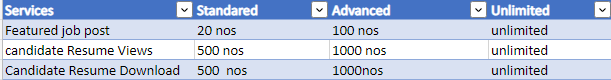 Services Standared Advanced Unlimited
Featured job post 20 nos 100 nos unlimited
candidate Resume Views 500 nos 1000 nos unlimited
Candidate Resume Download 500 nos 1000nos unlimited